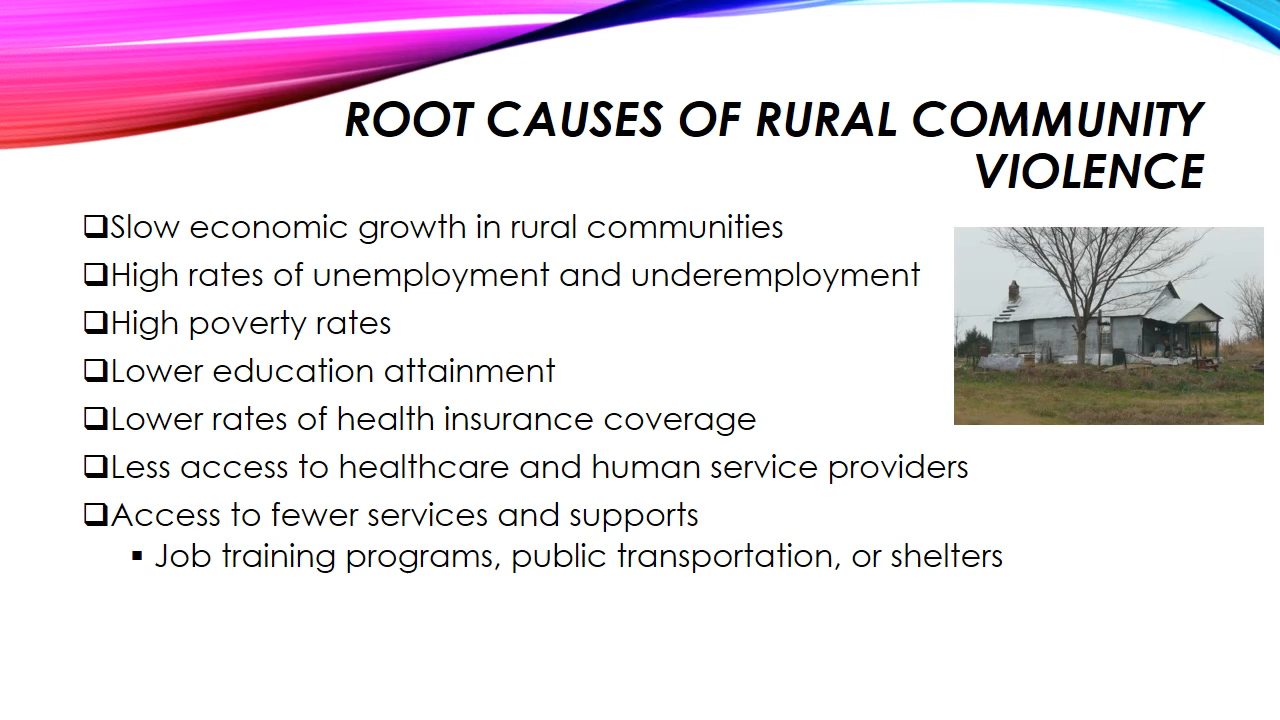 ROOT CAUSES OF RURAL COMMUNITY
VIOLENCE
❑Slow economic growth in rural communities
❑High rates of unemployment and underemployment
❑High poverty rates
❑Lower education attainment
❑Lower rates of health insurance coverage
❑Less access to healthcare and human service providers
❑Access to fewer services and supports
▪ Job training programs, public transportation, or shelters